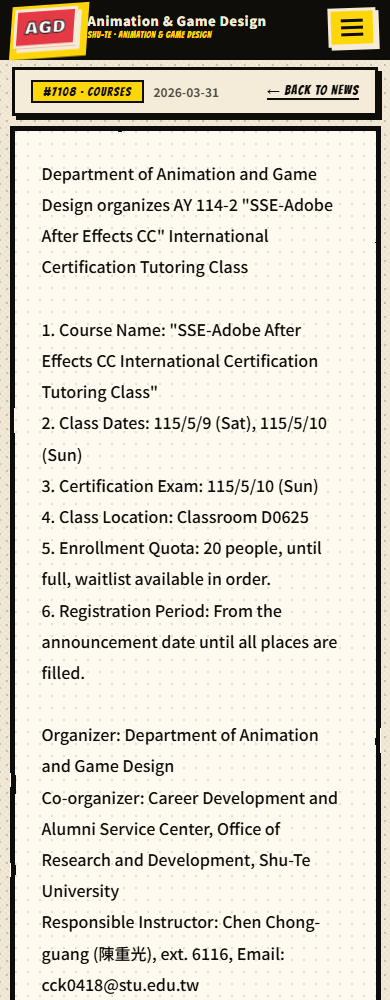 AGD
Animation & Game Design
SHU-TE · ANIMATION & GAME DESIGN
#7108 · COURSES
2026-03-31
← BACK TO NEWS
Department of Animation and Game
Design organizes AY 114-2 "SSE-Adobe
After Effects CC" International
Certification Tutoring Class
1. Course Name: "SSE-Adobe After
Effects CC International Certification
Tutoring Class"
2. Class Dates: 115/5/9 (Sat), 115/5/10
(Sun)
3. Certification Exam: 115/5/10 (Sun)
4. Class Location: Classroom D0625
5. Enrollment Quota: 20 people, until
full, waitlist available in order.
6. Registration Period: From the
announcement date until all places are
filled.
Organizer: Department of Animation
and Game Design
Co-organizer: Career Development and
Alumni Service Center, Office of
Research and Development, Shu-Te
University
Responsible Instructor: Chen Chong-
guang (陳重光), ext. 6116, Email:
cck0418@stu.edu.tw